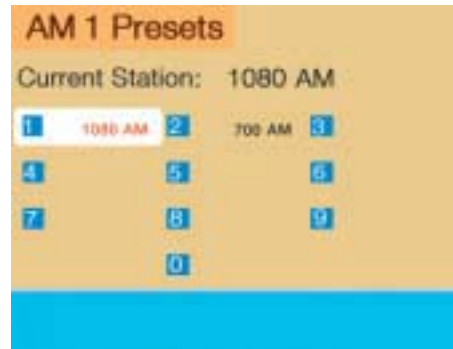 AM 1 Presets
Current Station: 1080 AM
1 1080 AM 2 700 AM 3
4 5 6
7 8 9
0